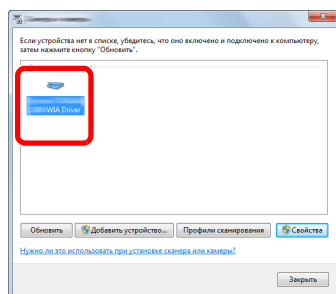 Если устройства нет в списке, убедитесь, что оно включено и подключено к компьютеру,
затем нажмите кнопку "Обновить".
WIA Driver
Обновить
Добавить устройство...
Профили сканирования
Свойства
Нужно ли это использовать при установке сканера или камеры?
Закрыть